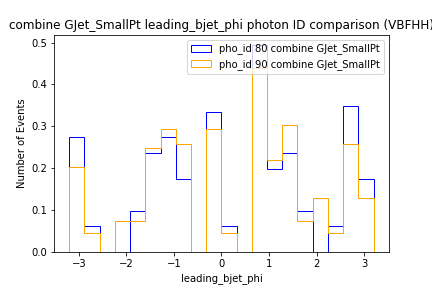 combine GJet_SmallPt leading_bjet_phi photon ID comparison (VBFHH)
pho_id 80 combine GJet_SmallPt
pho_id 90 combine GJet_SmallPt
Number of Events
0.5
0.4
0.3
0.2
0.1
0.0
−3 −2 −1 0 1 2 3
leading_bjet_phi